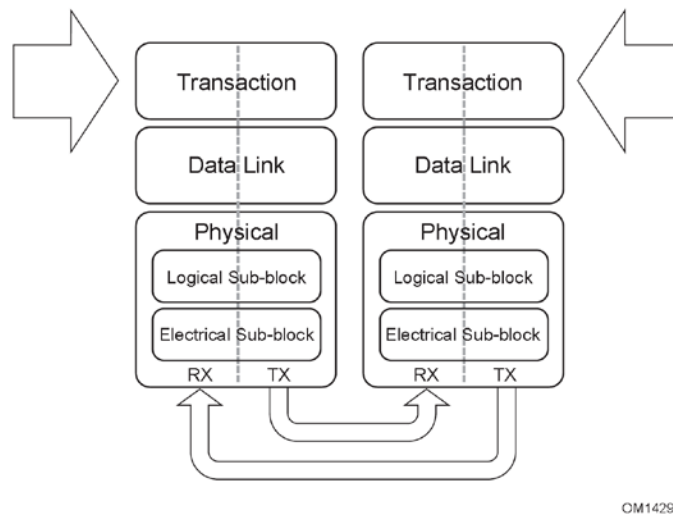 Transaction
Transaction
Data Link
Data Link
Physical
Physical
Logical Sub-block
Logical Sub-block
Electrical Sub-block
Electrical Sub-block
RX TX
RX TX
OM1429